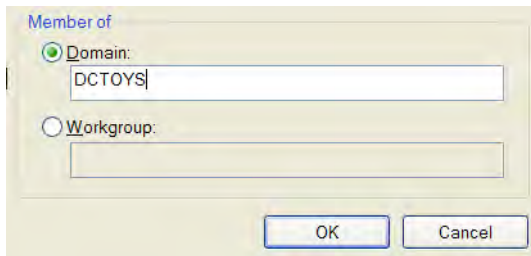 Member of
Domain:
DCTOYS
Workgroup:
OK Cancel